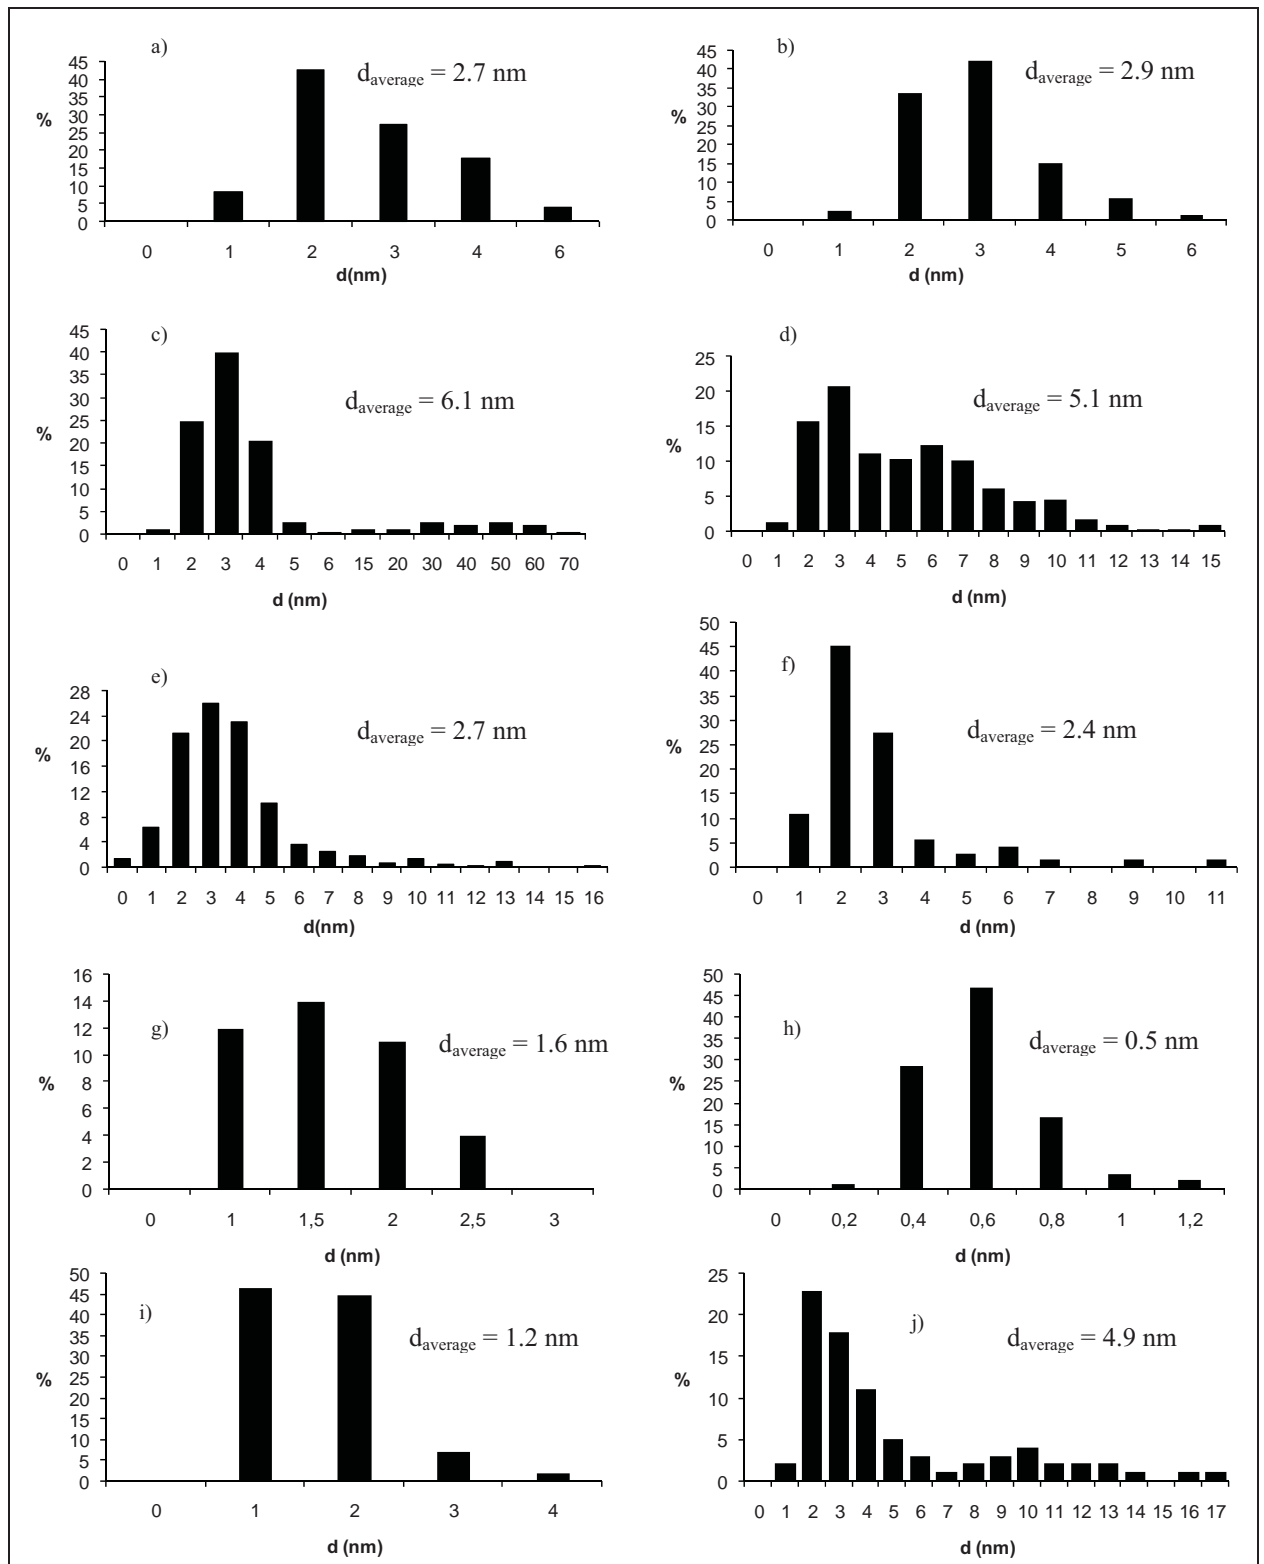 a)
d_average = 2.7 nm
45
40
35
30
25
20
15
10
5
0
%
0 1 2 3 4 6
d(nm)
b)
d_average = 2.9 nm
45
40
35
30
25
20
15
10
5
0
%
0 1 2 3 4 5 6
d (nm)
c)
d_average = 6.1 nm
45
40
35
30
25
20
15
10
5
0
%
0 1 2 3 4 5 6 15 20 30 40 50 60 70
d (nm)
d)
d_average = 5.1 nm
25
20
15
10
5
0
%
0 1 2 3 4 5 6 7 8 9 10 11 12 13 14 15
d (nm)
e)
d_average = 2.7 nm
28
24
20
16
12
8
4
0
%
0 1 2 3 4 5 6 7 8 9 10 11 12 13 14 15 16
d(nm)
f)
d_average = 2.4 nm
50
45
40
35
30
25
20
15
10
5
0
%
0 1 2 3 4 5 6 7 8 9 10 11
d (nm)
g)
d_average = 1.6 nm
16
14
12
10
8
6
4
2
0
%
0 1 1,5 2 2,5 3
d (nm)
h)
d_average = 0.5 nm
50
45
40
35
30
25
20
15
10
5
0
%
0 0,2 0,4 0,6 0,8 1 1,2
d (nm)
i)
d_average = 1.2 nm
50
45
40
35
30
25
20
15
10
5
0
%
0 1 2 3 4
d (nm)
j)
d_average = 4.9 nm
25
20
15
10
5
0
%
0 1 2 3 4 5 6 7 8 9 10 11 12 13 14 15 16 17
d (nm)